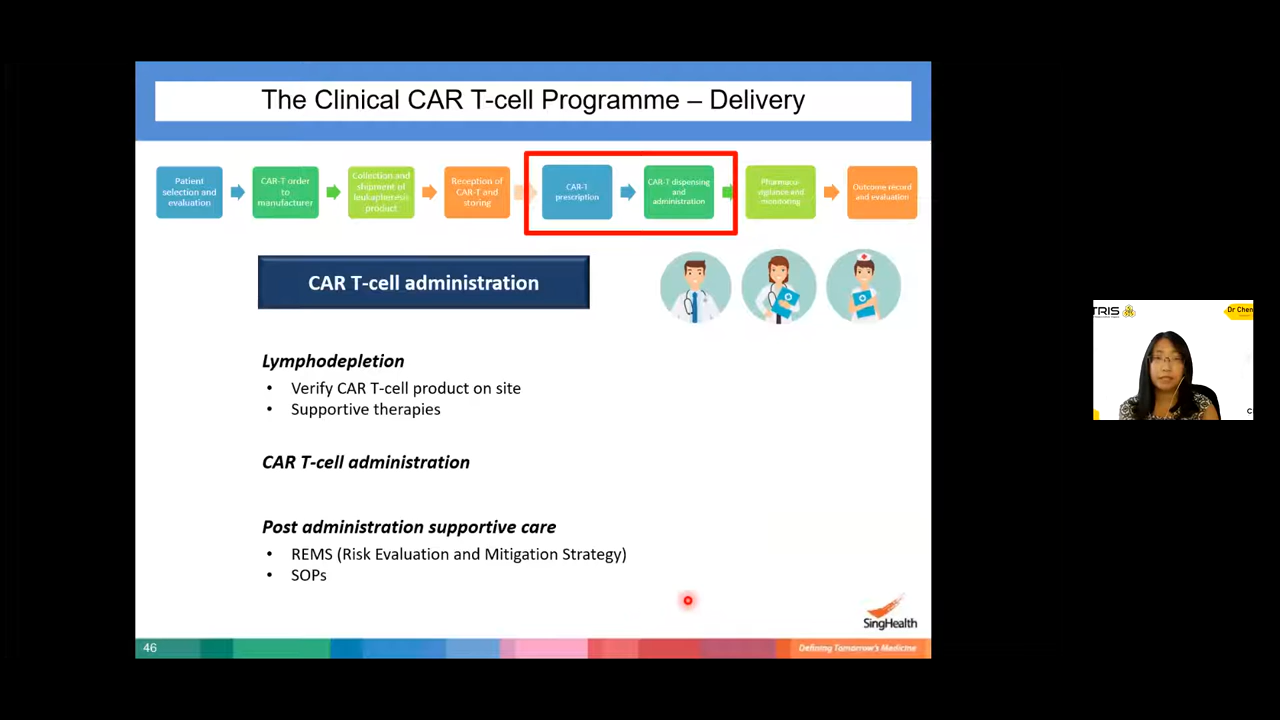 The Clinical CAR T-cell Programme – Delivery
Patient
selection and
evaluation
CAR-T order
to
manufacturer
Collection and
shipment of
leukapheresis
product
Reception of
CAR-T and
storing
CAR-T
prescription
CAR-T dispensing
and
administration
Pharmaco-
vigilance and
monitoring
Outcome record
and evaluation
CAR T-cell administration
Lymphodepletion
• Verify CAR T-cell product on site
• Supportive therapies
CAR T-cell administration
Post administration supportive care
• REMS (Risk Evaluation and Mitigation Strategy)
• SOPs
SingHealth
46
Defining Tomorrow's Medicine
TRIS
Dr Chen
C